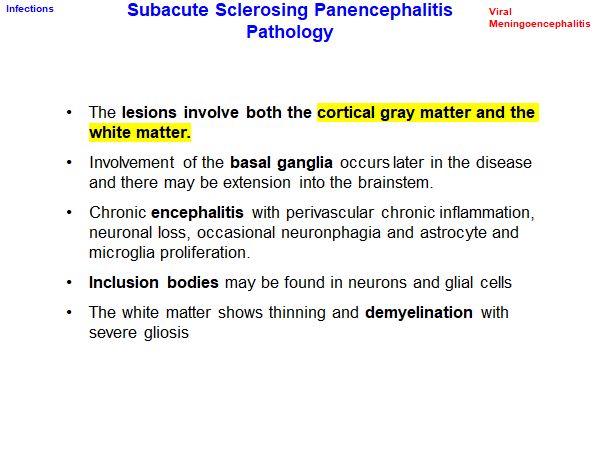 Infections
Subacute Sclerosing Panencephalitis
Pathology
Viral
Meningoencephalitis
• The lesions involve both the cortical gray matter and the
white matter.
• Involvement of the basal ganglia occurs later in the disease
and there may be extension into the brainstem.
• Chronic encephalitis with perivascular chronic inflammation,
neuronal loss, occasional neuronphagia and astrocyte and
microglia proliferation.
• Inclusion bodies may be found in neurons and glial cells
• The white matter shows thinning and demyelination with
severe gliosis